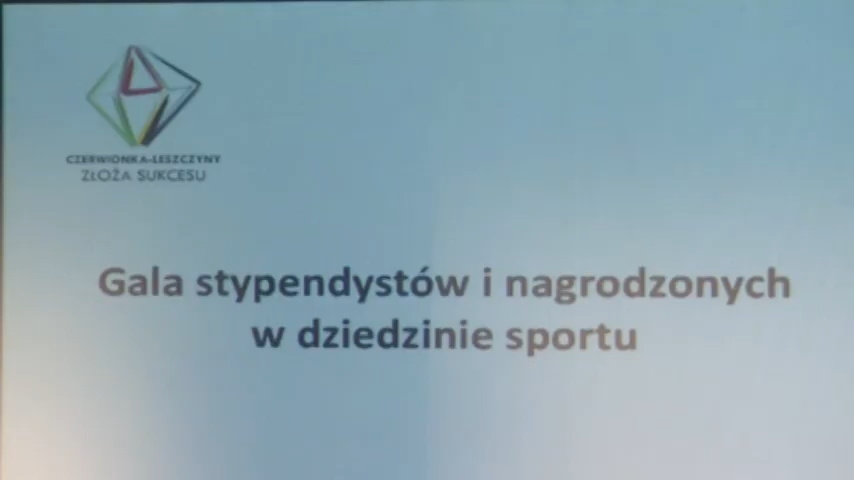 CZERWIONKA-LESZCZYNY
ZŁOŻA SUKCESU
Gala stypendystów i nagrodzonych
w dziedzinie sportu